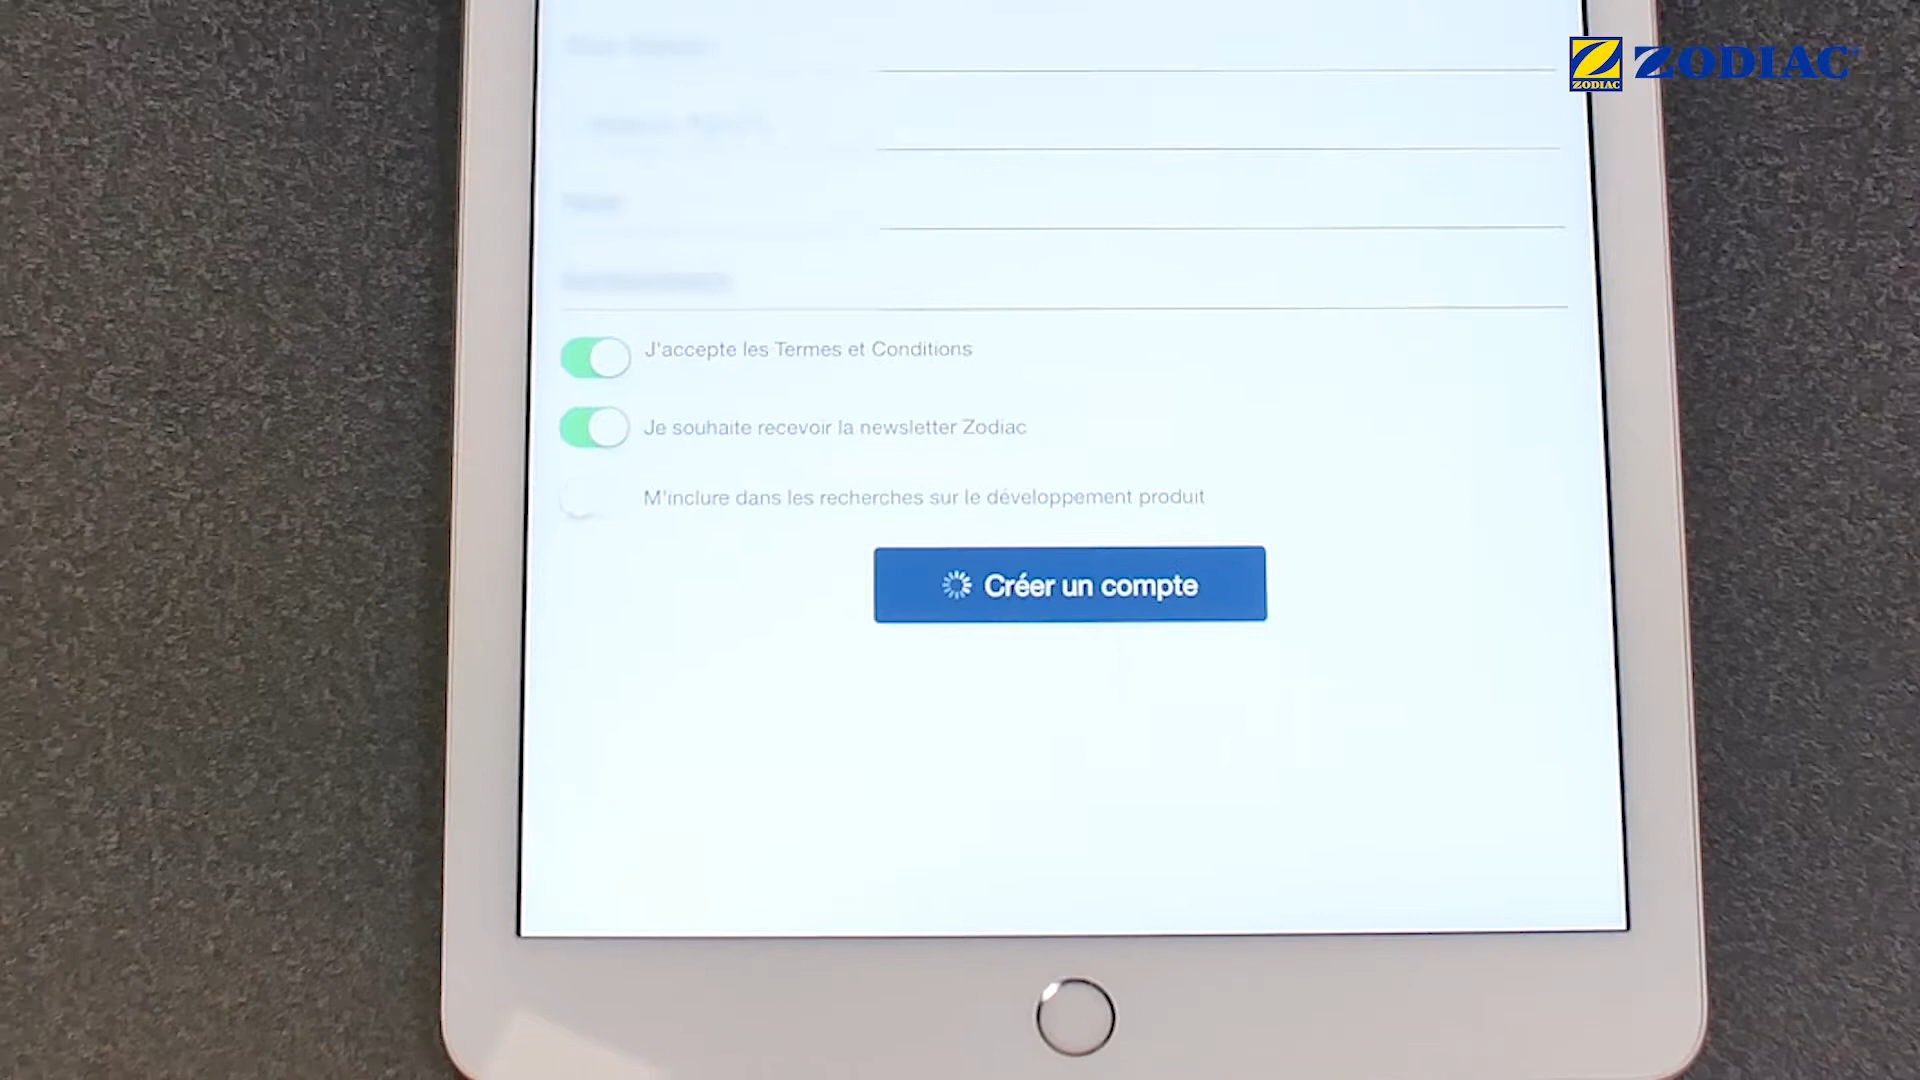 ZODIAC
ZODIAC
J'accepte les Termes et Conditions
Je souhaite recevoir la newsletter Zodiac
M'inclure dans les recherches sur le développement produit
Créer un compte